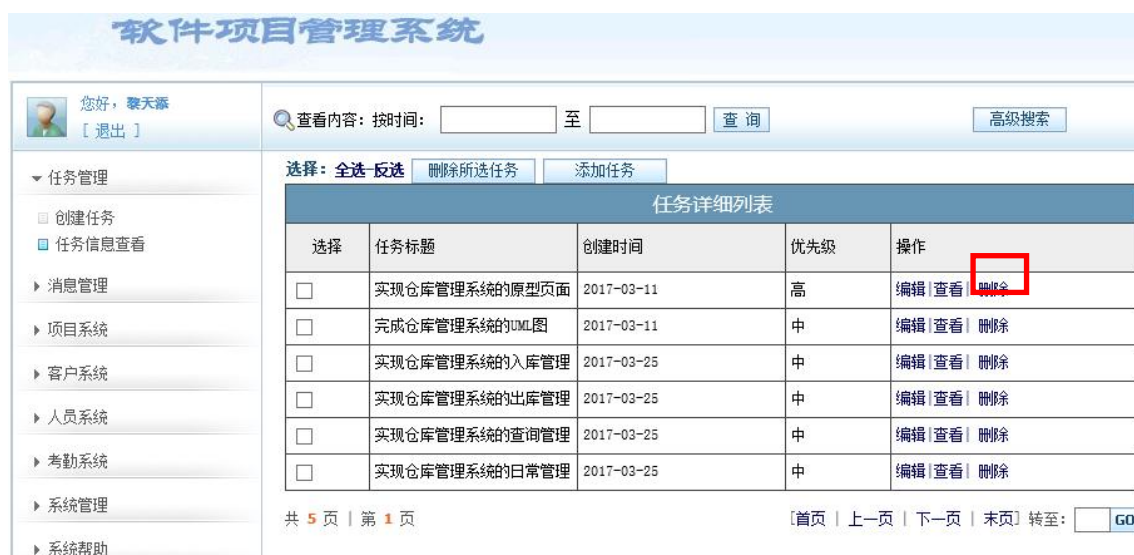 软件项目管理系统
您好，黎天添
[ 退出 ]
查看内容：按时间： 至 查 询 高级搜索
任务管理
创建任务
任务信息查看
消息管理
项目系统
客户系统
人员系统
考勤系统
系统管理
系统帮助
选择：全选-反选 删除所选任务 添加任务
任务详细列表
选择 任务标题 创建时间 优先级 操作
实现仓库管理系统的原型页面 2017-03-11 高 编辑|查看| 删除
完成仓库管理系统的UML图 2017-03-11 中 编辑|查看| 删除
实现仓库管理系统的入库管理 2017-03-25 中 编辑|查看| 删除
实现仓库管理系统的出库管理 2017-03-25 中 编辑|查看| 删除
实现仓库管理系统的查询管理 2017-03-25 中 编辑|查看| 删除
实现仓库管理系统的日常管理 2017-03-25 中 编辑|查看| 删除
共 5 页 | 第 1 页 [首页 | 上一页 | 下一页 | 末页] 转至： GO